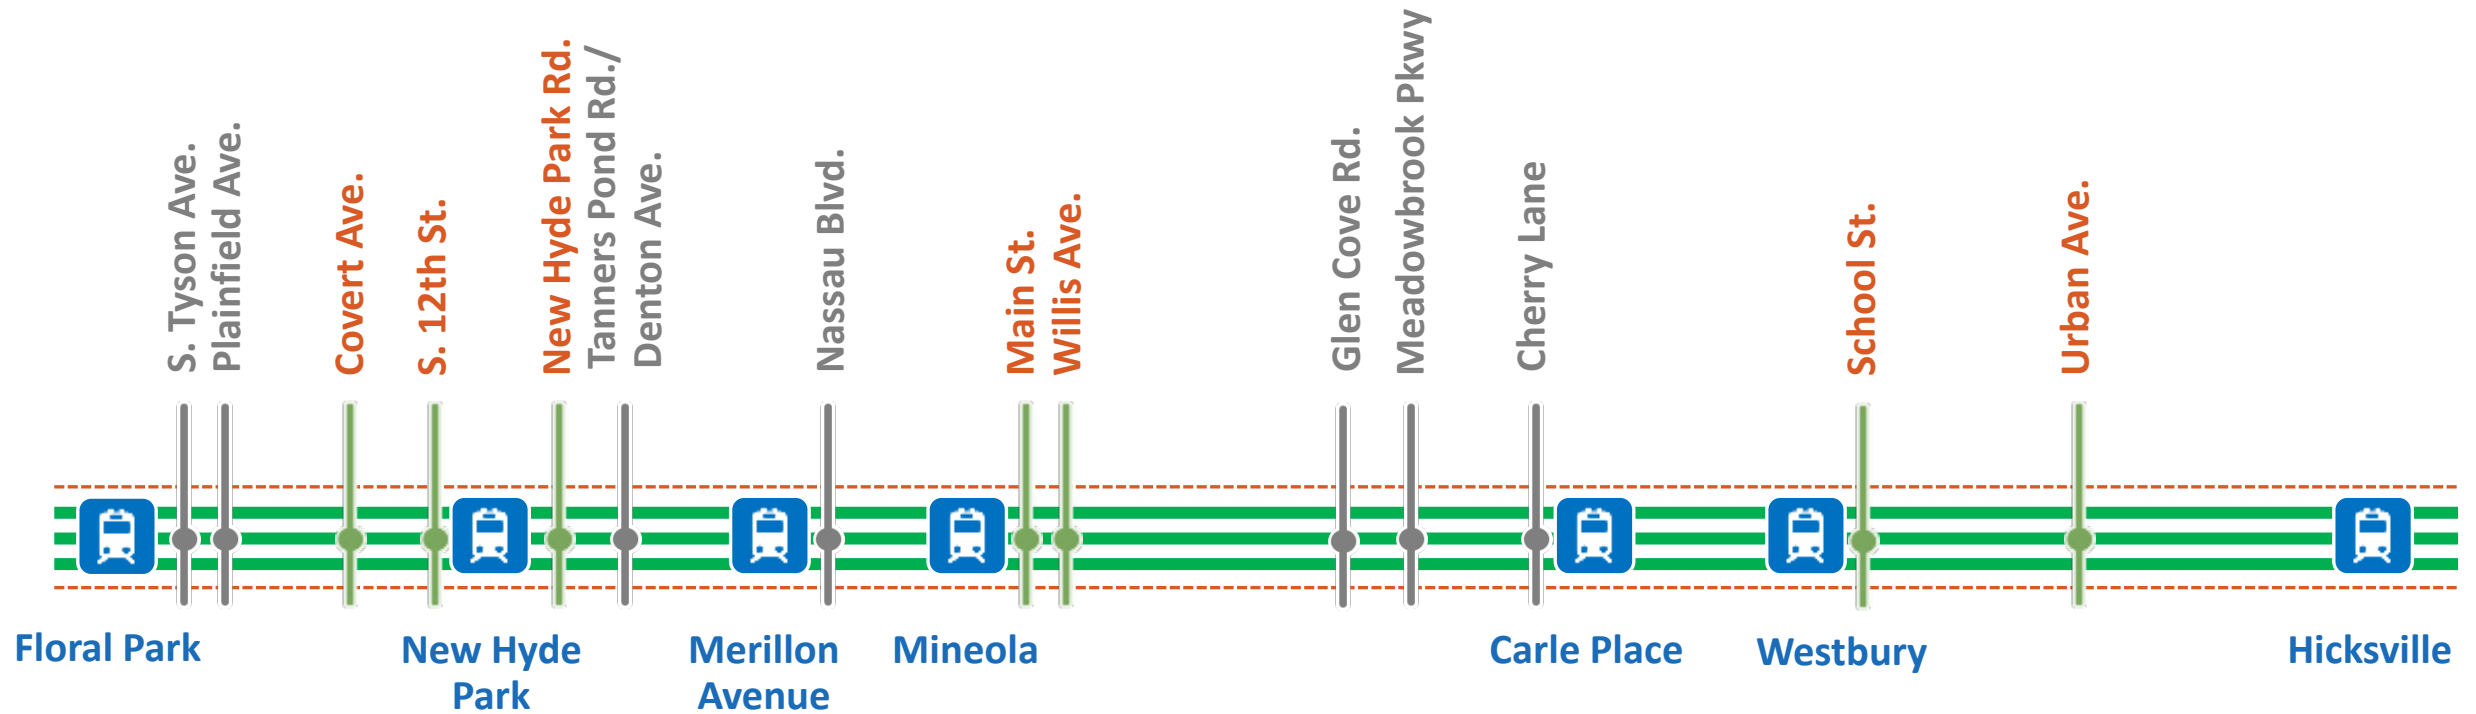 S. Tyson Ave.
Plainfield Ave.
Covert Ave.
S. 12th St.
New Hyde Park Rd.
Tanners Pond Rd./
Denton Ave.
Nassau Blvd.
Main St.
Willis Ave.
Glen Cove Rd.
Meadowbrook Pkwy
Cherry Lane
School St.
Urban Ave.
Floral Park
New Hyde
Park
Merillon
Avenue
Mineola
Carle Place
Westbury
Hicksville